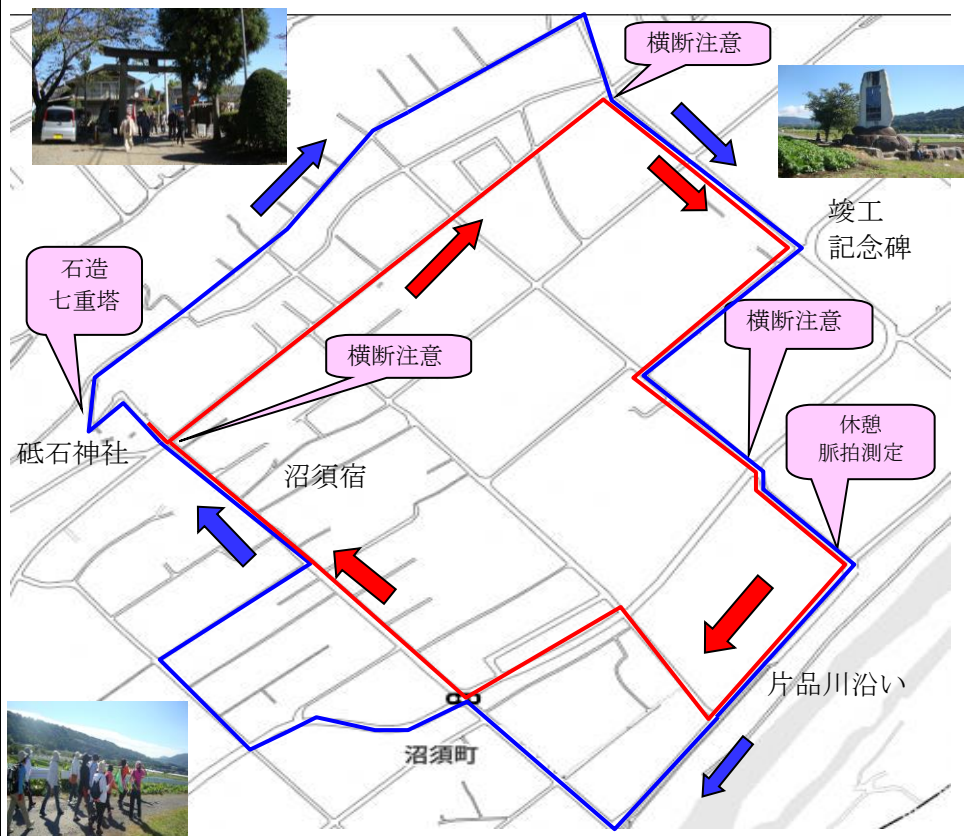 横断注意
竣工
記念碑
石造
七重塔
横断注意
横断注意
休憩
脈拍測定
砥石神社
沼須宿
片品川沿い
沼須町